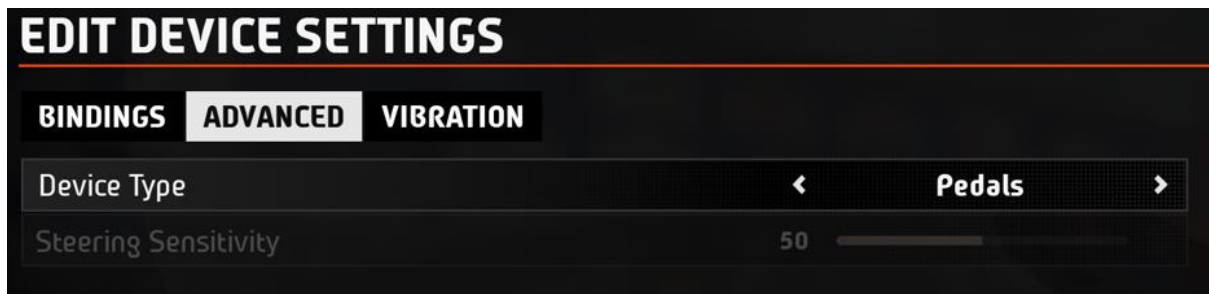 EDIT DEVICE SETTINGS
BINDINGS ADVANCED VIBRATION
Device Type < Pedals >
Steering Sensitivity 50